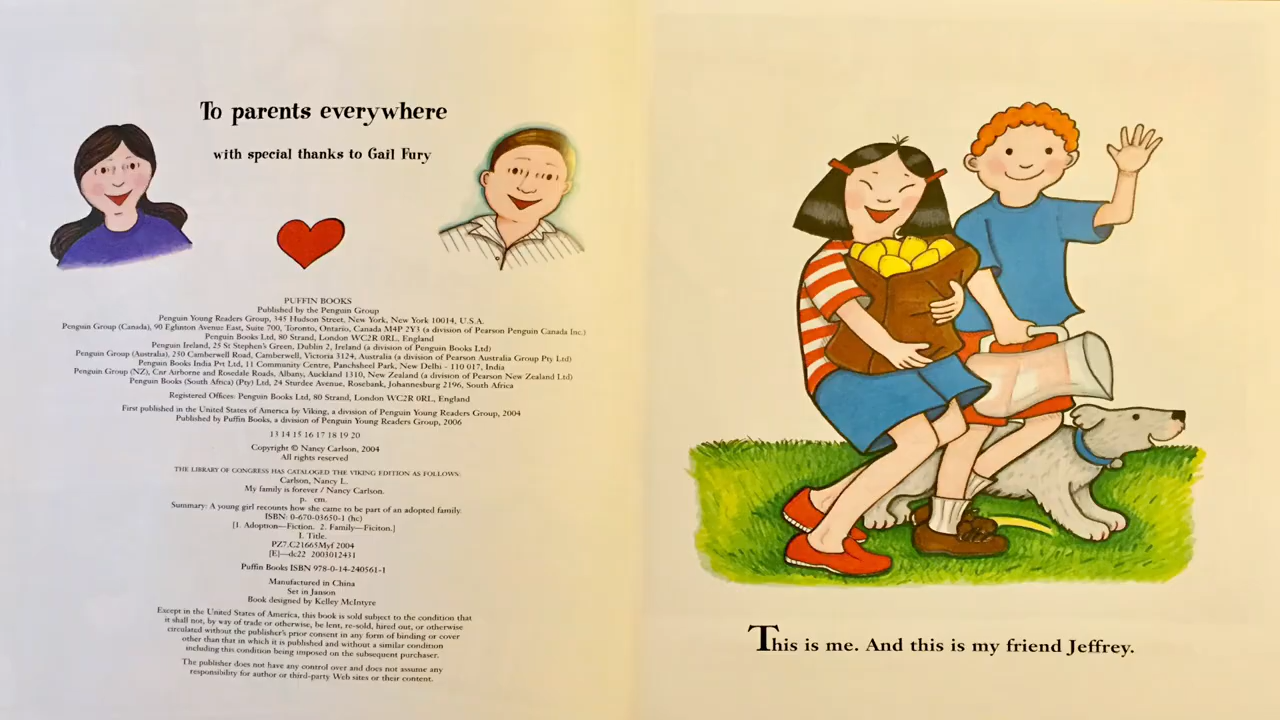 To parents everywhere
with special thanks to Gail Fury
PUFFIN BOOKS
Published by the Penguin Group
Penguin Young Readers Group, 345 Hudson Street, New York, New York 10014, U.S.A.
Penguin Group (Canada), 90 Eglinton Avenue East, Suite 700, Toronto, Ontario, Canada M4P 2Y3 (a division of Pearson Penguin Canada Inc.)
Penguin Books Ltd, 80 Strand, London WC2R 0RL, England
Penguin Ireland, 25 St Stephen's Green, Dublin 2, Ireland (a division of Penguin Books Ltd)
Penguin Group (Australia), 250 Camberwell Road, Camberwell, Victoria 3124, Australia (a division of Pearson Australia Group Pty Ltd)
Penguin Books India Pvt Ltd, 11 Community Centre, Panchsheel Park, New Delhi - 110 017, India
Penguin Group (NZ), Cnr Airborne and Rosedale Roads, Albany, Auckland 1310, New Zealand (a division of Pearson New Zealand Ltd)
Penguin Books (South Africa) (Pty) Ltd, 24 Sturdee Avenue, Rosebank, Johannesburg 2196, South Africa
Registered Offices: Penguin Books Ltd, 80 Strand, London WC2R 0RL, England
First published in the United States of America by Viking, a division of Penguin Young Readers Group, 2004
Published by Puffin Books, a division of Penguin Young Readers Group, 2006
13 14 15 16 17 18 19 20
Copyright © Nancy Carlson, 2004
All rights reserved
THE LIBRARY OF CONGRESS HAS CATALOGED THE VIKING EDITION AS FOLLOWS:
Carlson, Nancy L.
My family is forever / Nancy Carlson.
p. cm.
Summary: A young girl recounts how she came to be part of an adopted family.
ISBN: 0-670-03650-1 (hc)
[1. Adoption—Fiction. 2. Family—Ficiton.]
I. Title.
PZ7.C21665Myf 2004
[E]—dc22 2003012431
Puffin Books ISBN 978-0-14-240561-1
Manufactured in China
Set in Janson
Book designed by Kelley McIntyre
Except in the United States of America, this book is sold subject to the condition that
it shall not, by way of trade or otherwise, be lent, re-sold, hired out, or otherwise
circulated without the publisher's prior consent in any form of binding or cover
other than that in which it is published and without a similar condition
including this condition being imposed on the subsequent purchaser.
The publisher does not have any control over and does not assume any
responsibility for author or third-party Web sites or their content.
This is me. And this is my friend Jeffrey.